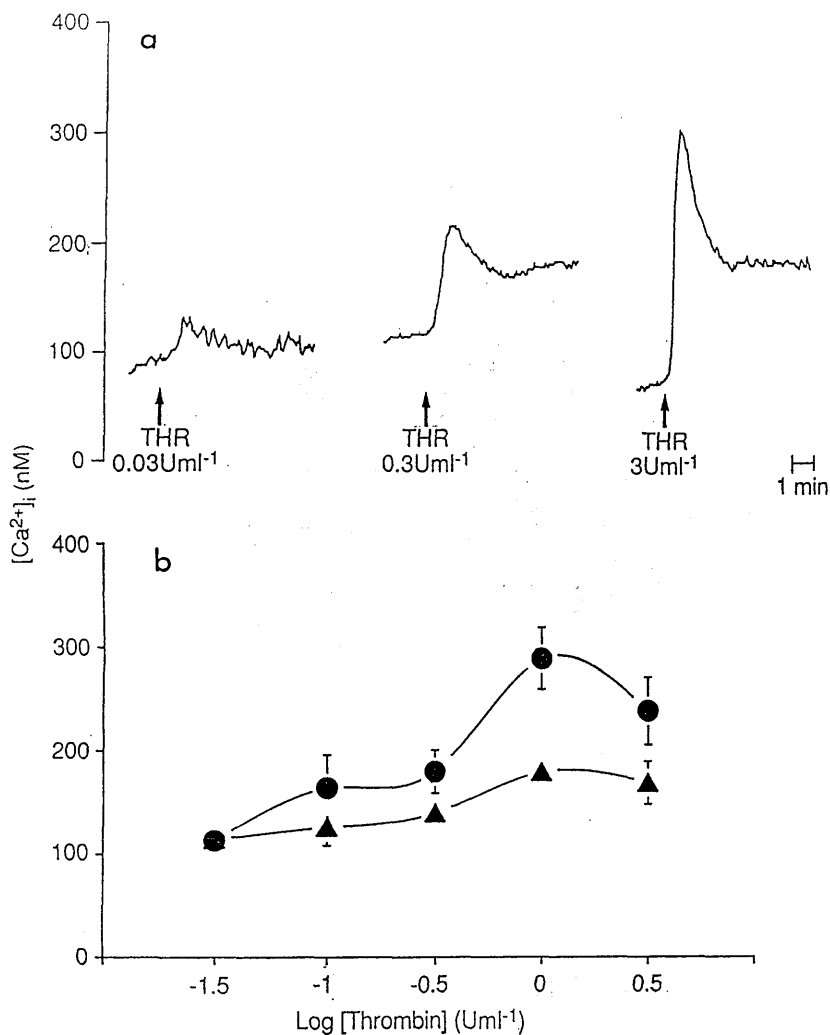 a
400
300
200
100
0
THR
0.03Uml⁻¹
THR
0.3Uml⁻¹
THR
3Uml⁻¹
1 min
[Ca²⁺]ᵢ (nM)
b
400
300
200
100
0
-1.5
-1
-0.5
0
0.5
Log [Thrombin] (Uml⁻¹)